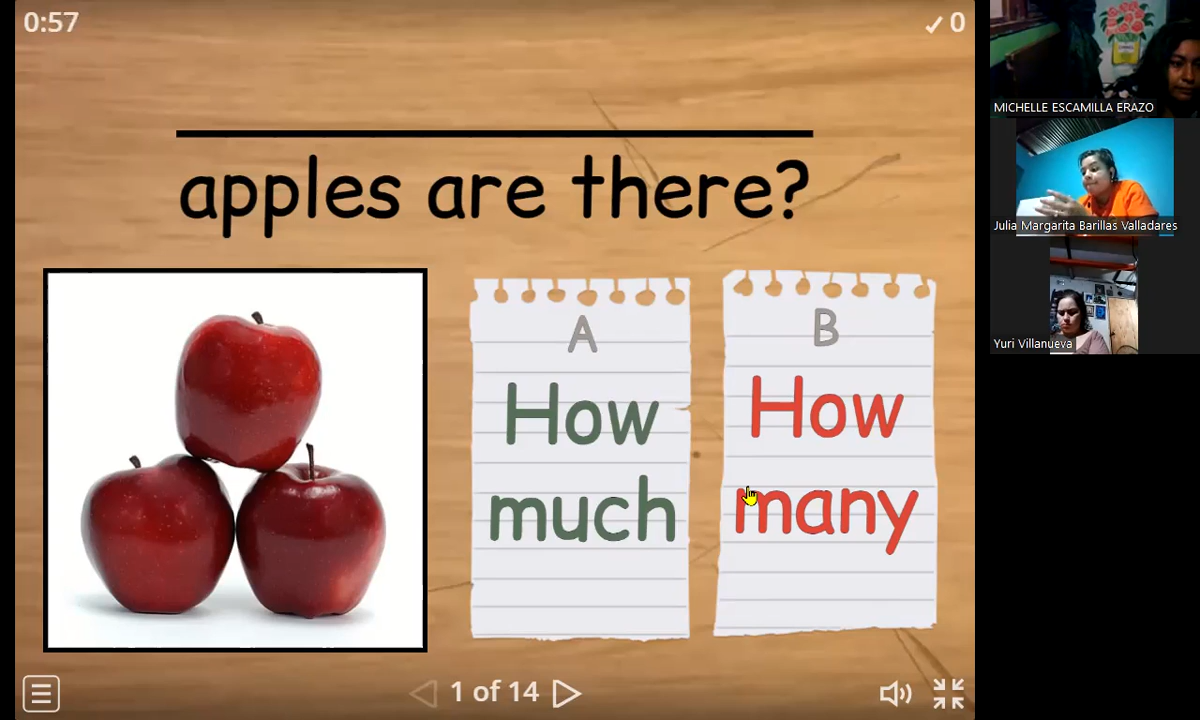 0:57
✓ 0
apples are there?
A
How
much
B
How
many
1 of 14
MICHELLE ESCAMILLA ERAZO
Julia Margarita Barillas Valladares
Yuri Villanueva